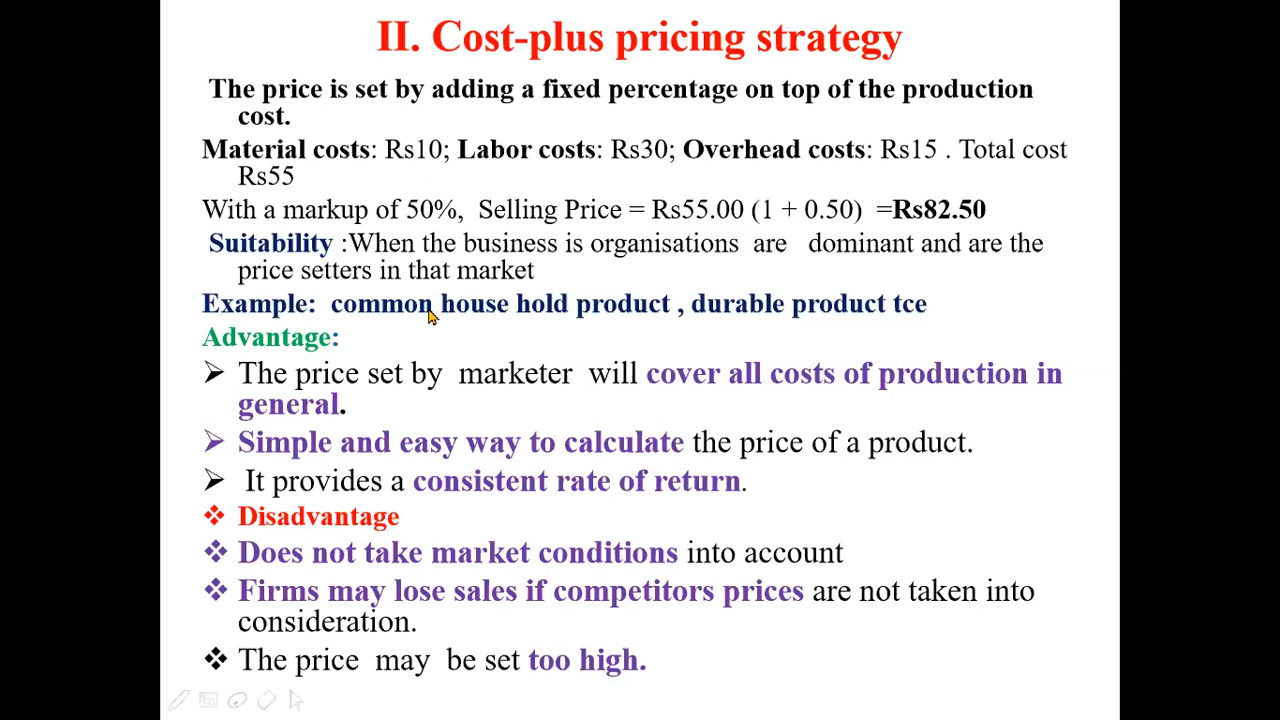 II. Cost-plus pricing strategy
The price is set by adding a fixed percentage on top of the production
cost.
Material costs: Rs10; Labor costs: Rs30; Overhead costs: Rs15 . Total cost
Rs55
With a markup of 50%, Selling Price = Rs55.00 (1 + 0.50) =Rs82.50
Suitability :When the business is organisations are dominant and are the
price setters in that market
Example: common house hold product , durable product tce
Advantage:
The price set by marketer will cover all costs of production in
general.
Simple and easy way to calculate the price of a product.
It provides a consistent rate of return.
Disadvantage
Does not take market conditions into account
Firms may lose sales if competitors prices are not taken into
consideration.
The price may be set too high.